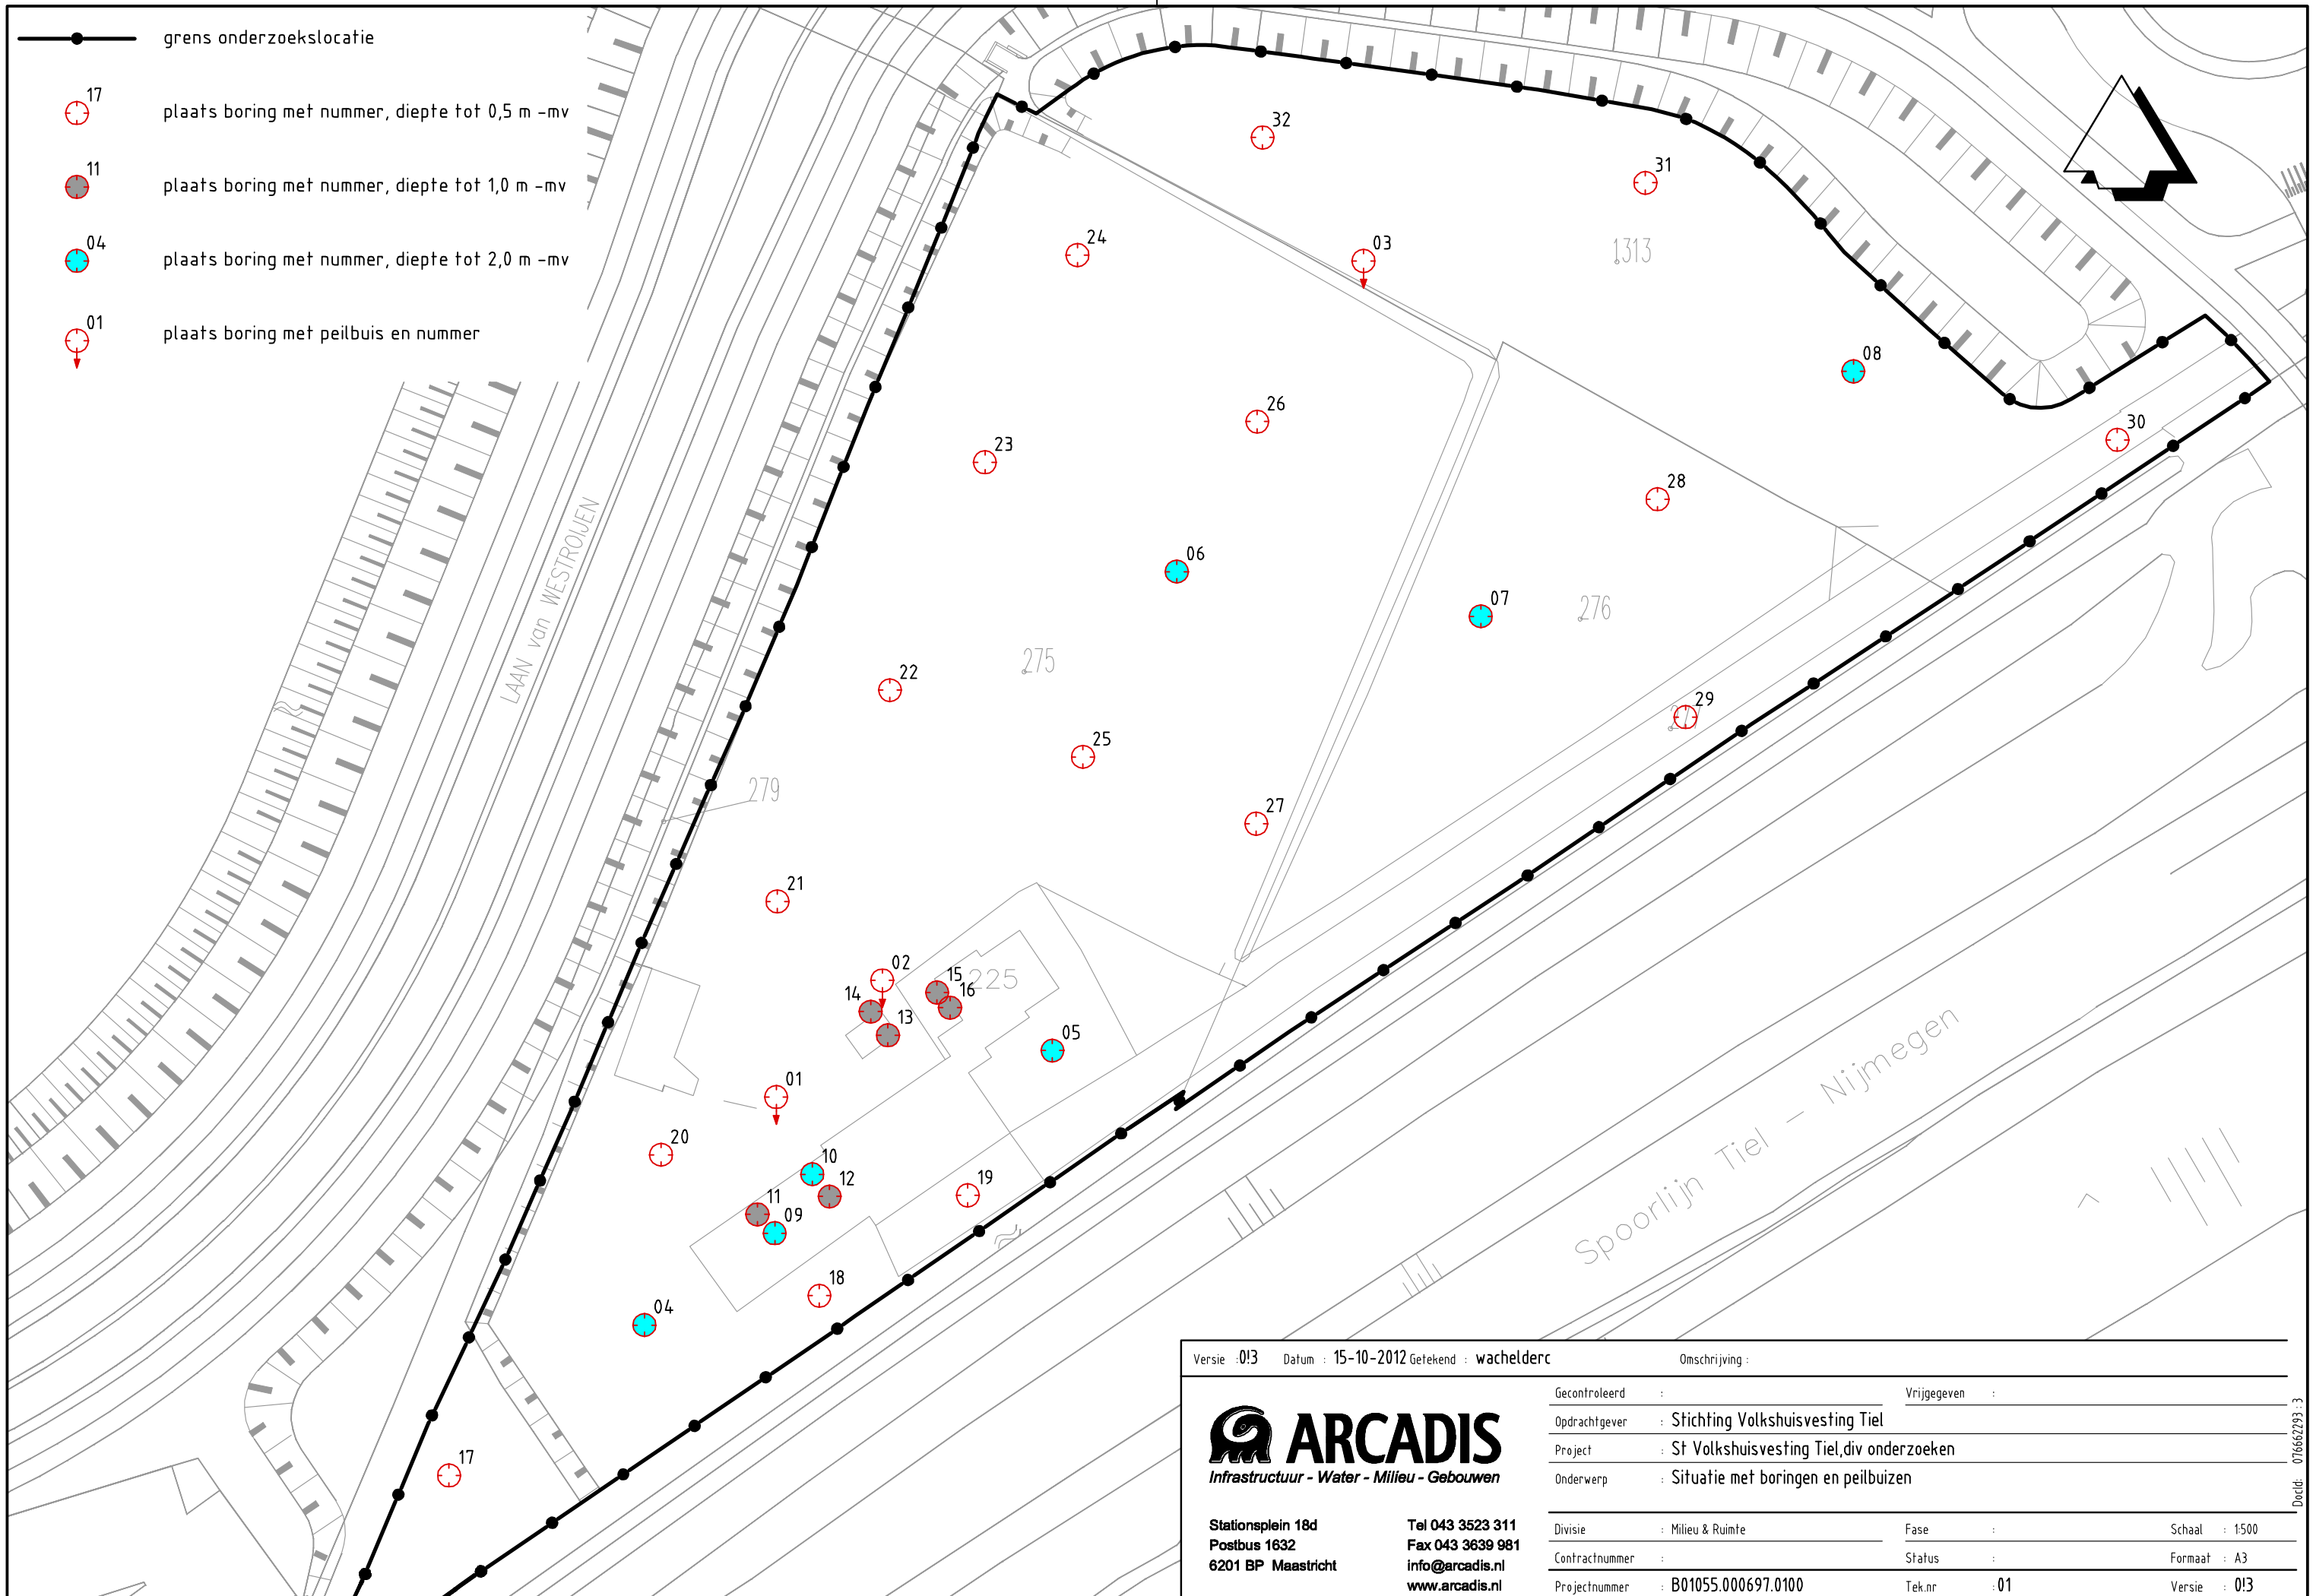 grens onderzoekslocatie
17
plaats boring met nummer, diepte tot 0,5 m -mv
11
plaats boring met nummer, diepte tot 1,0 m -mv
04
plaats boring met nummer, diepte tot 2,0 m -mv
01
plaats boring met peilbuis en nummer
32
31
24
03
1313
08
26
30
23
28
LAAN van WESTROIJEN
06
07
276
275
22
29
25
279
27
21
02
15
225
14
16
13
05
01
Spoorlijn Tiel - Nijmegen
20
10
12
19
11
09
18
04
17
Versie :0!3 Datum : 15-10-2012 Getekend : wachelderc Omschrijving :
ARCADIS
Infrastructuur - Water - Milieu - Gebouwen
Stationsplein 18d Tel 043 3523 311
Postbus 1632 Fax 043 3639 981
6201 BP Maastricht info@arcadis.nl
www.arcadis.nl
Gecontroleerd : Vrijgegeven :
Opdrachtgever : Stichting Volkshuisvesting Tiel
Project : St Volkshuisvesting Tiel,div onderzoeken
Onderwerp : Situatie met boringen en peilbuizen
Divisie : Milieu & Ruimte Fase : Schaal : 1:500
Contractnummer : Status : Formaat : A3
Projectnummer : B01055.000697.0100 Tek.nr : 01 Versie : 0!3
DocId: 076662293:3